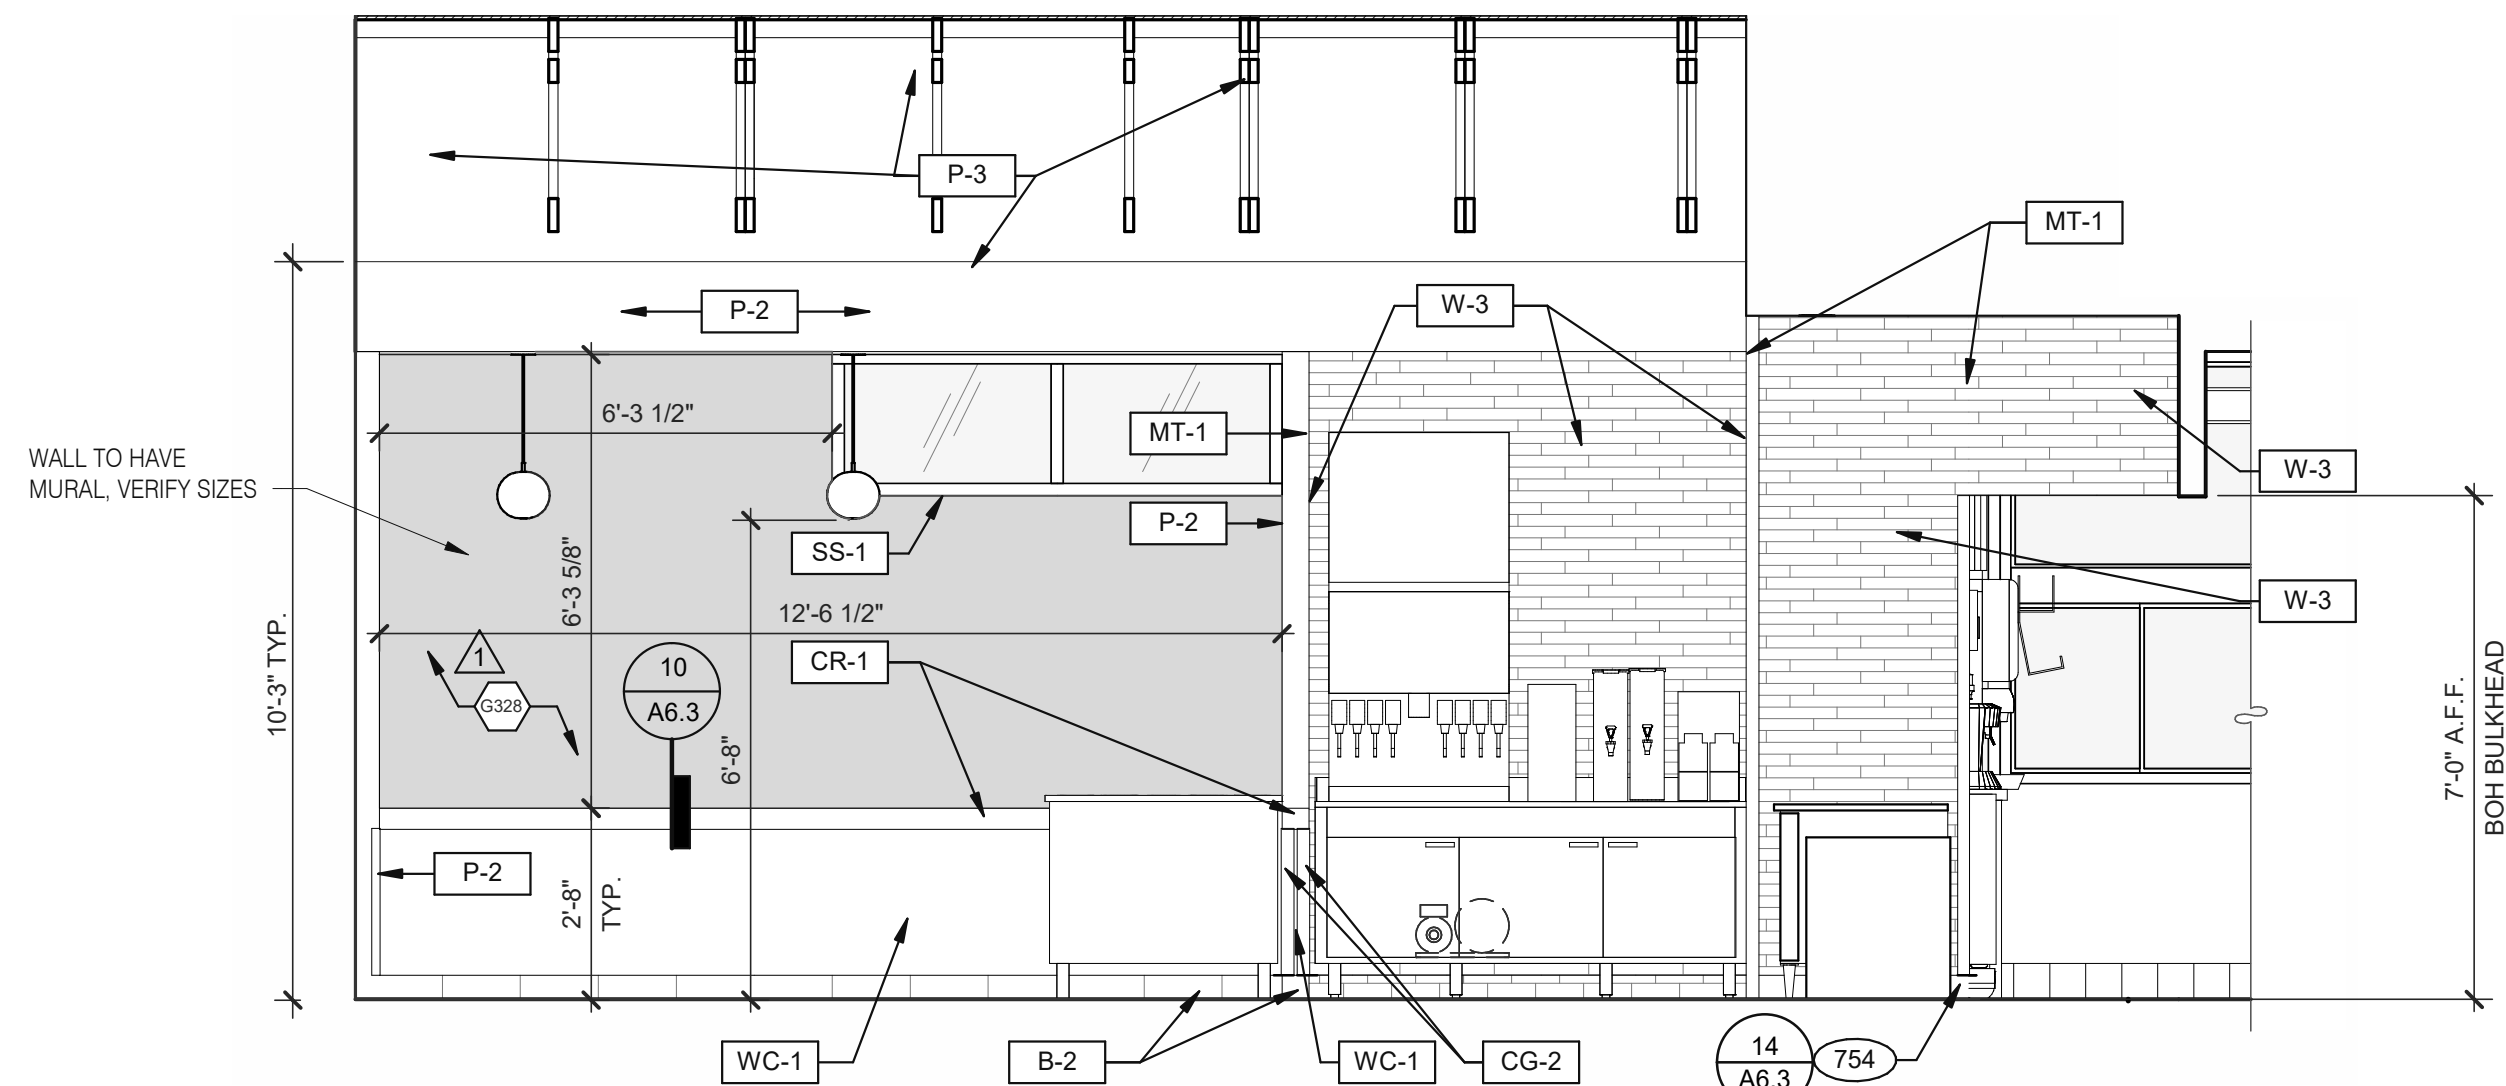 P-3
MT-1
P-2
W-3
6'-3 1/2"
MT-1
WALL TO HAVE
MURAL, VERIFY SIZES
W-3
P-2
SS-1
6'-3 5/8"
12'-6 1/2"
W-3
10'-3" TYP.
1
CR-1
10
A6.3
G328
6'-8"
7'-0" A.F.F.
BOH BULKHEAD
P-2
2'-8"
TYP.
WC-1
B-2
WC-1
CG-2
14
A6.3
754